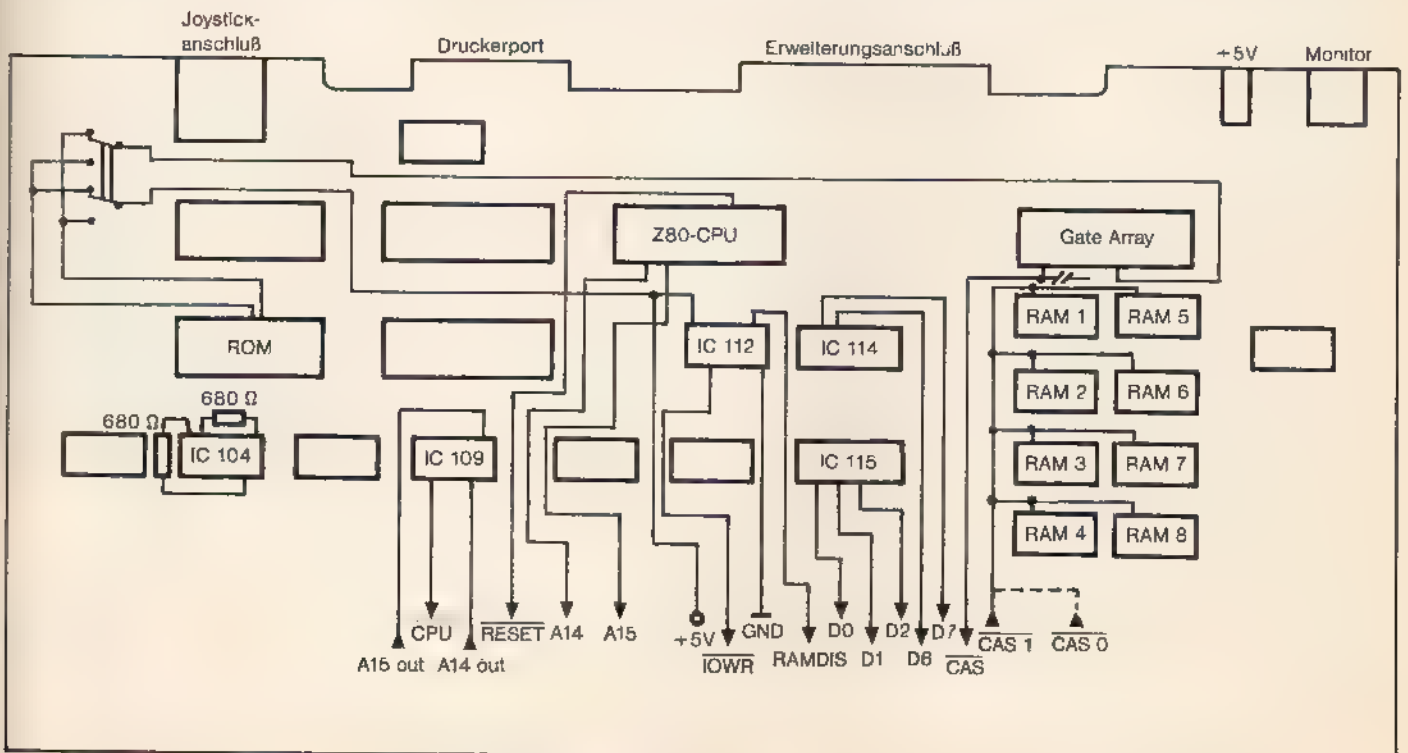 Joystick-
anschluß
Druckerport
Erweiterungsanschluß
+5V
Monitor
Z80-CPU
Gate Array
RAM 1
RAM 5
ROM
IC 112
IC 114
RAM 2
RAM 6
680 Ω
680 Ω
IC 104
IC 109
IC 115
RAM 3
RAM 7
RAM 4
RAM 8
CPU
RESET
A14
A15
+5V
GND
D0
D2
D7
CAS 1
CAS 0
A15 out
A14 out
IOWR
RAMDIS
D1
D6
CAS